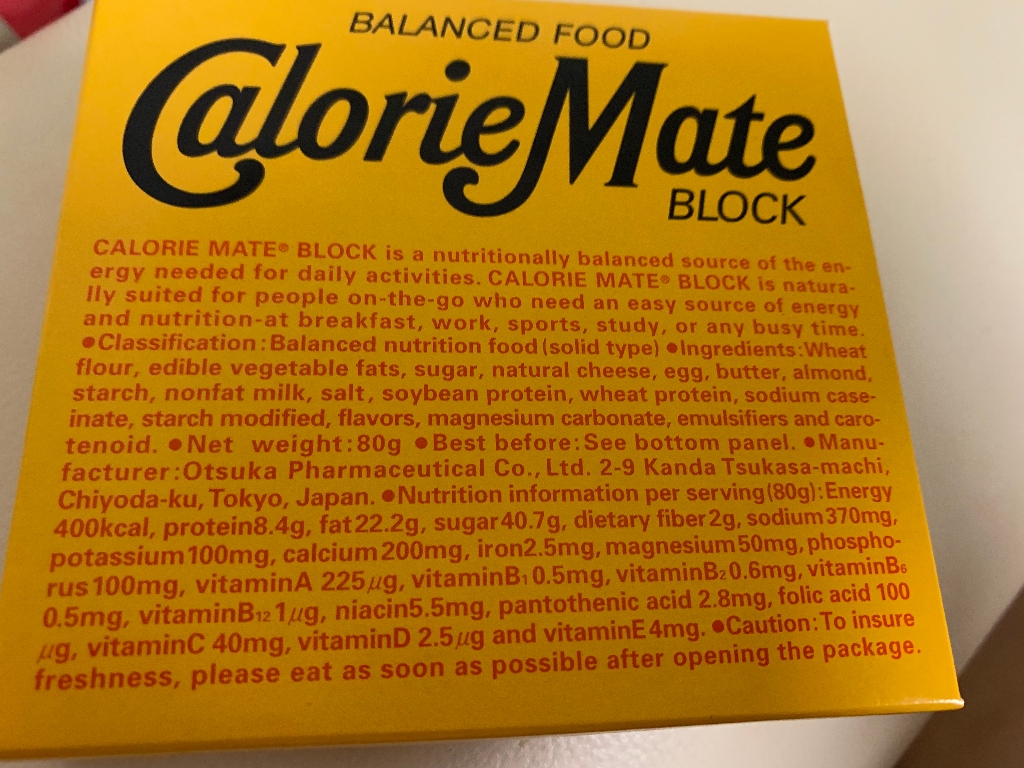 BALANCED FOOD
CalorieMate
BLOCK
CALORIE MATE® BLOCK is a nutritionally balanced source of the en-
ergy needed for daily activities. CALORIE MATE® BLOCK is natura-
lly suited for people on-the-go who need an easy source of energy
and nutrition-at breakfast, work, sports, study, or any busy time.
●Classification:Balanced nutrition food(solid type) ●Ingredients:Wheat
flour, edible vegetable fats, sugar, natural cheese, egg, butter, almond,
starch, nonfat milk, salt, soybean protein, wheat protein, sodium case-
inate, starch modified, flavors, magnesium carbonate, emulsifiers and caro-
tenoid. ●Net weight:80g ●Best before:See bottom panel. ●Manu-
facturer:Otsuka Pharmaceutical Co., Ltd. 2-9 Kanda Tsukasa-machi,
Chiyoda-ku, Tokyo, Japan. ●Nutrition information per serving(80g):Energy
400kcal, protein8.4g, fat22.2g, sugar40.7g, dietary fiber2g, sodium370mg,
potassium100mg, calcium200mg, iron2.5mg, magnesium50mg, phospho-
rus100mg, vitaminA 225μg, vitaminB₁0.5mg, vitaminB₂0.6mg, vitaminB₆
0.5mg, vitaminB₁₂1μg, niacin5.5mg, pantothenic acid 2.8mg, folic acid 100
μg, vitaminC 40mg, vitaminD 2.5μg and vitaminE4mg. ●Caution:To insure
freshness, please eat as soon as possible after opening the package.